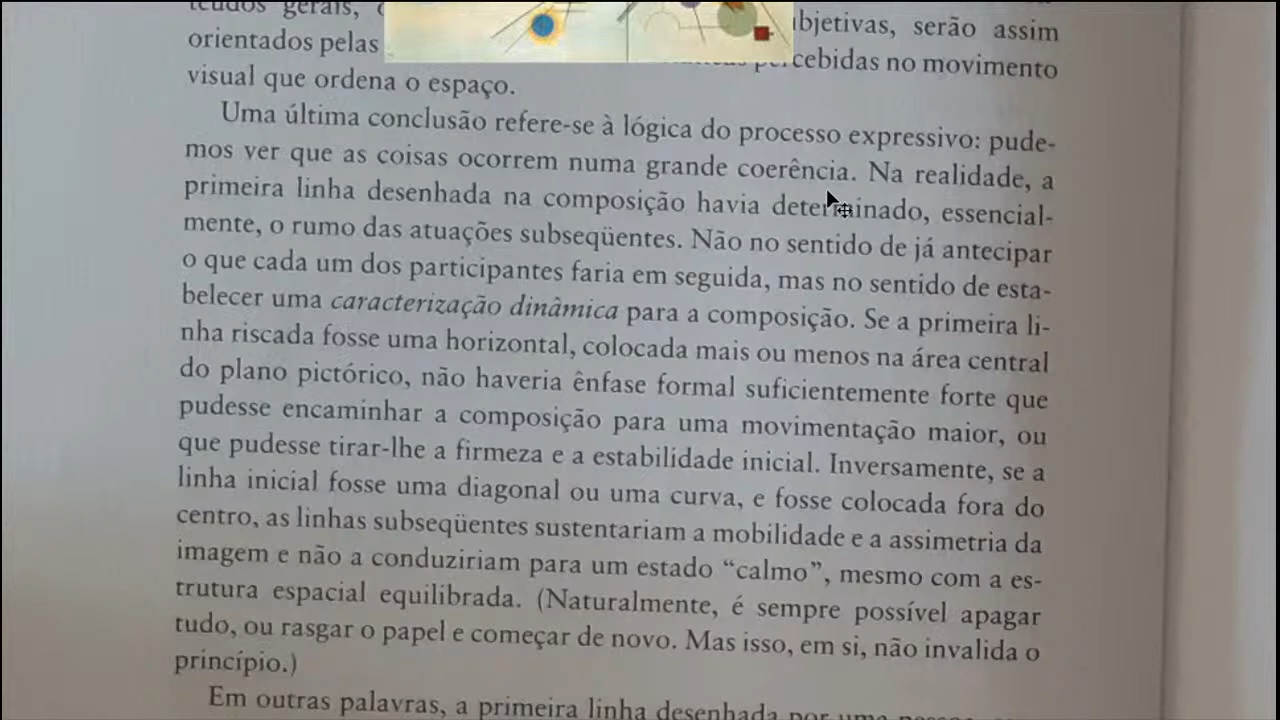 teúdos gerais, bjetivas, serão assim
orientados pelas percebidas no movimento
visual que ordena o espaço.
Uma última conclusão refere-se à lógica do processo expressivo: pude-
mos ver que as coisas ocorrem numa grande coerência. Na realidade, a
primeira linha desenhada na composição havia determinado, essencial-
mente, o rumo das atuações subseqüentes. Não no sentido de já antecipar
o que cada um dos participantes faria em seguida, mas no sentido de esta-
belecer uma caracterização dinâmica para a composição. Se a primeira li-
nha riscada fosse uma horizontal, colocada mais ou menos na área central
do plano pictórico, não haveria ênfase formal suficientemente forte que
pudesse encaminhar a composição para uma movimentação maior, ou
que pudesse tirar-lhe a firmeza e a estabilidade inicial. Inversamente, se a
linha inicial fosse uma diagonal ou uma curva, e fosse colocada fora do
centro, as linhas subseqüentes sustentariam a mobilidade e a assimetria da
imagem e não a conduziriam para um estado “calmo”, mesmo com a es-
trutura espacial equilibrada. (Naturalmente, é sempre possível apagar
tudo, ou rasgar o papel e começar de novo. Mas isso, em si, não invalida o
princípio.)
Em outras palavras, a primeira linha desenhada por uma